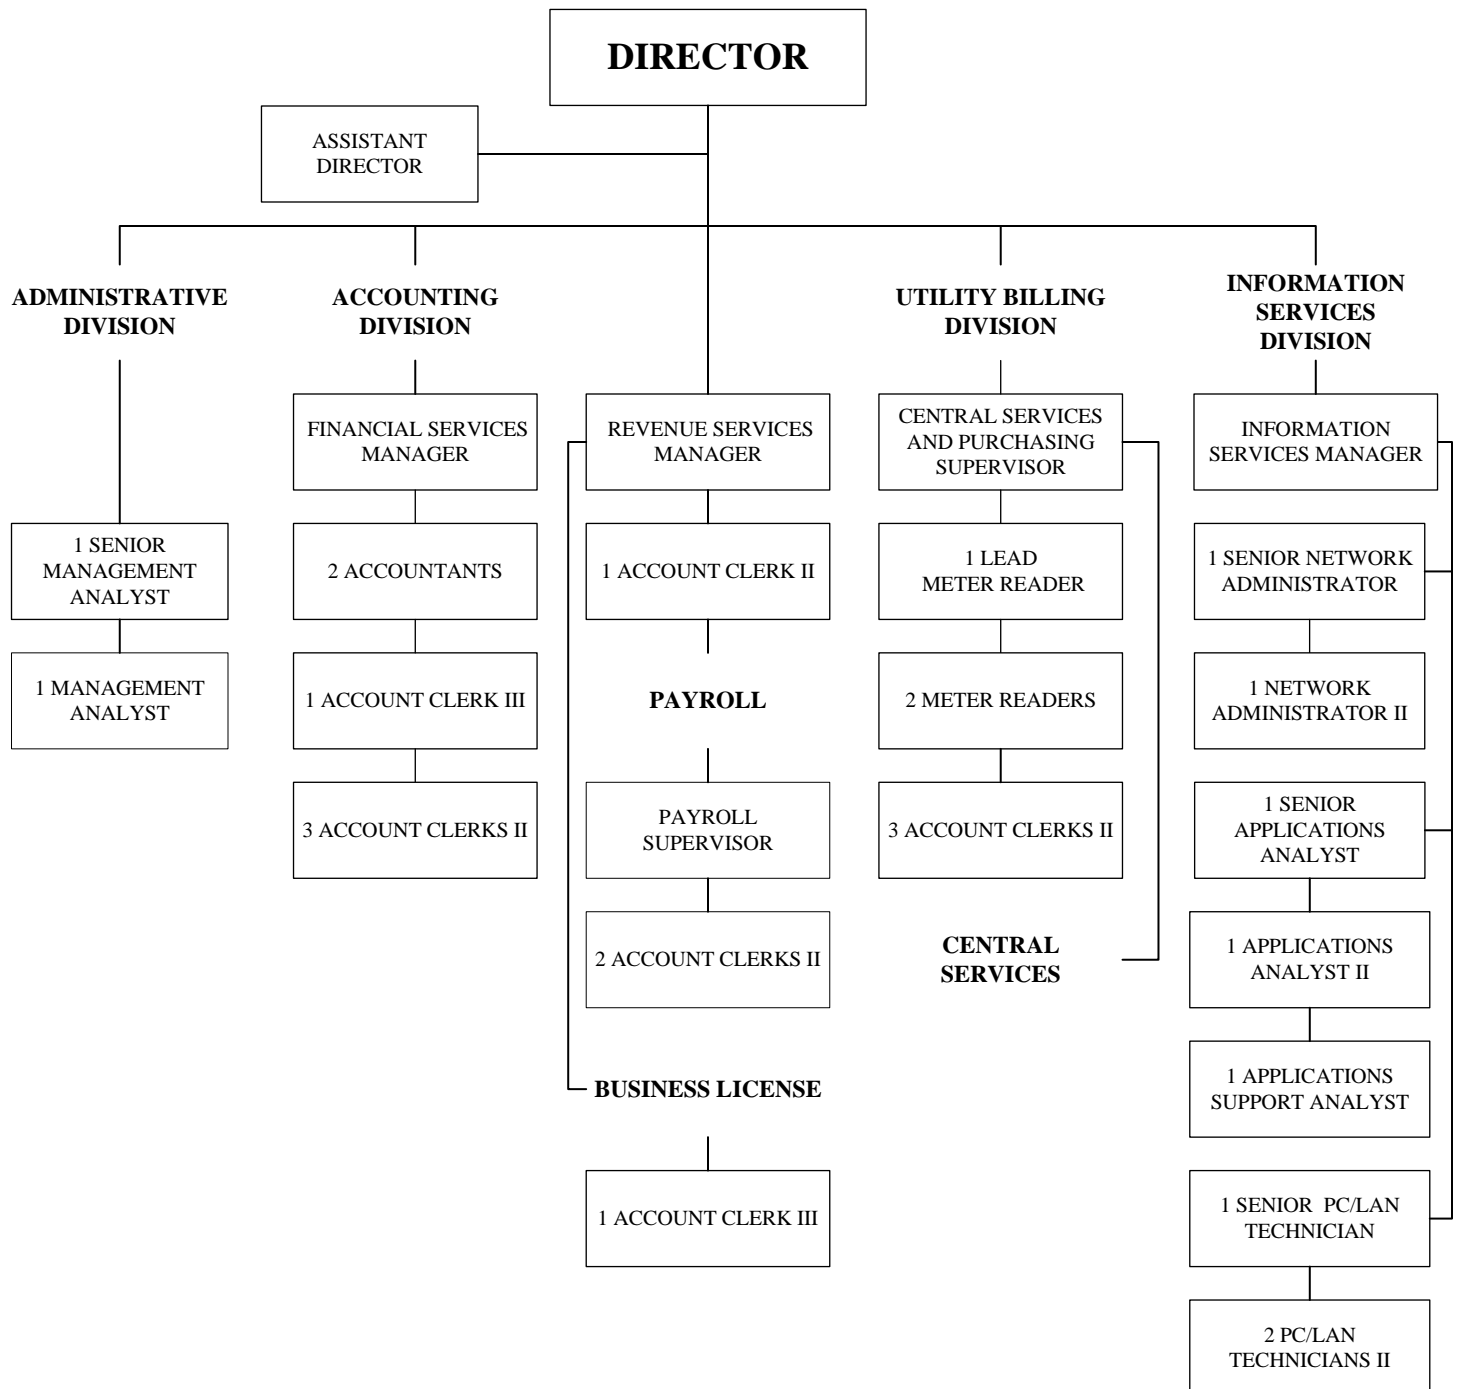 DIRECTOR
ASSISTANT
DIRECTOR
ADMINISTRATIVE
DIVISION
1 SENIOR
MANAGEMENT
ANALYST
1 MANAGEMENT
ANALYST
ACCOUNTING
DIVISION
FINANCIAL SERVICES
MANAGER
2 ACCOUNTANTS
1 ACCOUNT CLERK III
3 ACCOUNT CLERKS II
REVENUE SERVICES
MANAGER
1 ACCOUNT CLERK II
PAYROLL
PAYROLL
SUPERVISOR
2 ACCOUNT CLERKS II
BUSINESS LICENSE
1 ACCOUNT CLERK III
UTILITY BILLING
DIVISION
CENTRAL SERVICES
AND PURCHASING
SUPERVISOR
1 LEAD
METER READER
2 METER READERS
3 ACCOUNT CLERKS II
CENTRAL
SERVICES
INFORMATION
SERVICES
DIVISION
INFORMATION
SERVICES MANAGER
1 SENIOR NETWORK
ADMINISTRATOR
1 NETWORK
ADMINISTRATOR II
1 SENIOR
APPLICATIONS
ANALYST
1 APPLICATIONS
ANALYST II
1 APPLICATIONS
SUPPORT ANALYST
1 SENIOR PC/LAN
TECHNICIAN
2 PC/LAN
TECHNICIANS II